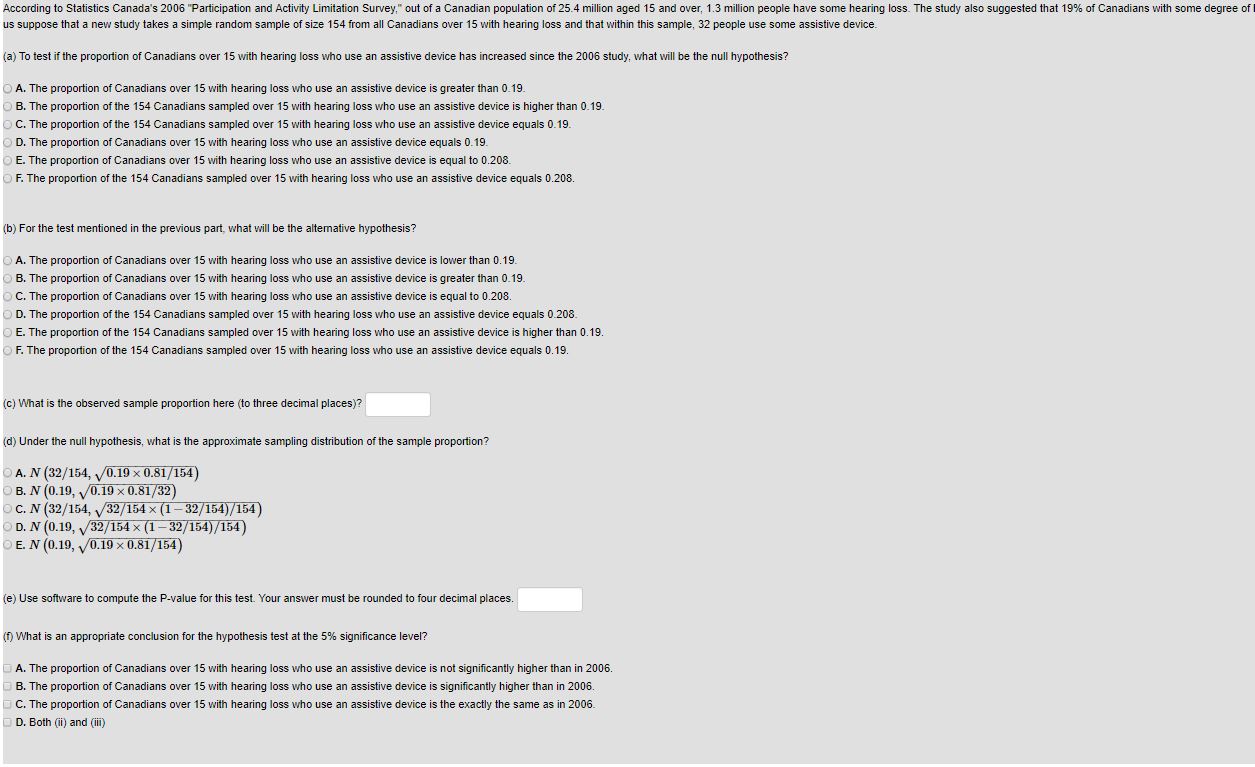 According to Statistics Canada's 2006 "Participation and Activity Limitation Survey," out of a Canadian population of 25.4 million aged 15 and over, 1.3 million people have some hearing loss. The study also suggested that 19% of Canadians with some degree of
us suppose that a new study takes a simple random sample of size 154 from all Canadians over 15 with hearing loss and that within this sample, 32 people use some assistive device.
(a) To test if the proportion of Canadians over 15 with hearing loss who use an assistive device has increased since the 2006 study, what will be the null hypothesis?
A. The proportion of Canadians over 15 with hearing loss who use an assistive device is greater than 0.19.
B. The proportion of the 154 Canadians sampled over 15 with hearing loss who use an assistive device is higher than 0.19.
C. The proportion of the 154 Canadians sampled over 15 with hearing loss who use an assistive device equals 0.19.
D. The proportion of Canadians over 15 with hearing loss who use an assistive device equals 0.19.
E. The proportion of Canadians over 15 with hearing loss who use an assistive device is equal to 0.208.
F. The proportion of the 154 Canadians sampled over 15 with hearing loss who use an assistive device equals 0.208.
(b) For the test mentioned in the previous part, what will be the alternative hypothesis?
A. The proportion of Canadians over 15 with hearing loss who use an assistive device is lower than 0.19.
B. The proportion of Canadians over 15 with hearing loss who use an assistive device is greater than 0.19.
C. The proportion of Canadians over 15 with hearing loss who use an assistive device is equal to 0.208.
D. The proportion of the 154 Canadians sampled over 15 with hearing loss who use an assistive device equals 0.208.
E. The proportion of the 154 Canadians sampled over 15 with hearing loss who use an assistive device is higher than 0.19.
F. The proportion of the 154 Canadians sampled over 15 with hearing loss who use an assistive device equals 0.19.
(c) What is the observed sample proportion here (to three decimal places)?
(d) Under the null hypothesis, what is the approximate sampling distribution of the sample proportion?
A. N (32/154, √0.19 × 0.81/154)
B. N (0.19, √0.19 × 0.81/32)
C. N (32/154, √32/154 × (1 − 32/154)/154)
D. N (0.19, √32/154 × (1 − 32/154)/154)
E. N (0.19, √0.19 × 0.81/154)
(e) Use software to compute the P-value for this test. Your answer must be rounded to four decimal places.
(f) What is an appropriate conclusion for the hypothesis test at the 5% significance level?
A. The proportion of Canadians over 15 with hearing loss who use an assistive device is not significantly higher than in 2006.
B. The proportion of Canadians over 15 with hearing loss who use an assistive device is significantly higher than in 2006.
C. The proportion of Canadians over 15 with hearing loss who use an assistive device is the exactly the same as in 2006.
D. Both (ii) and (iii)